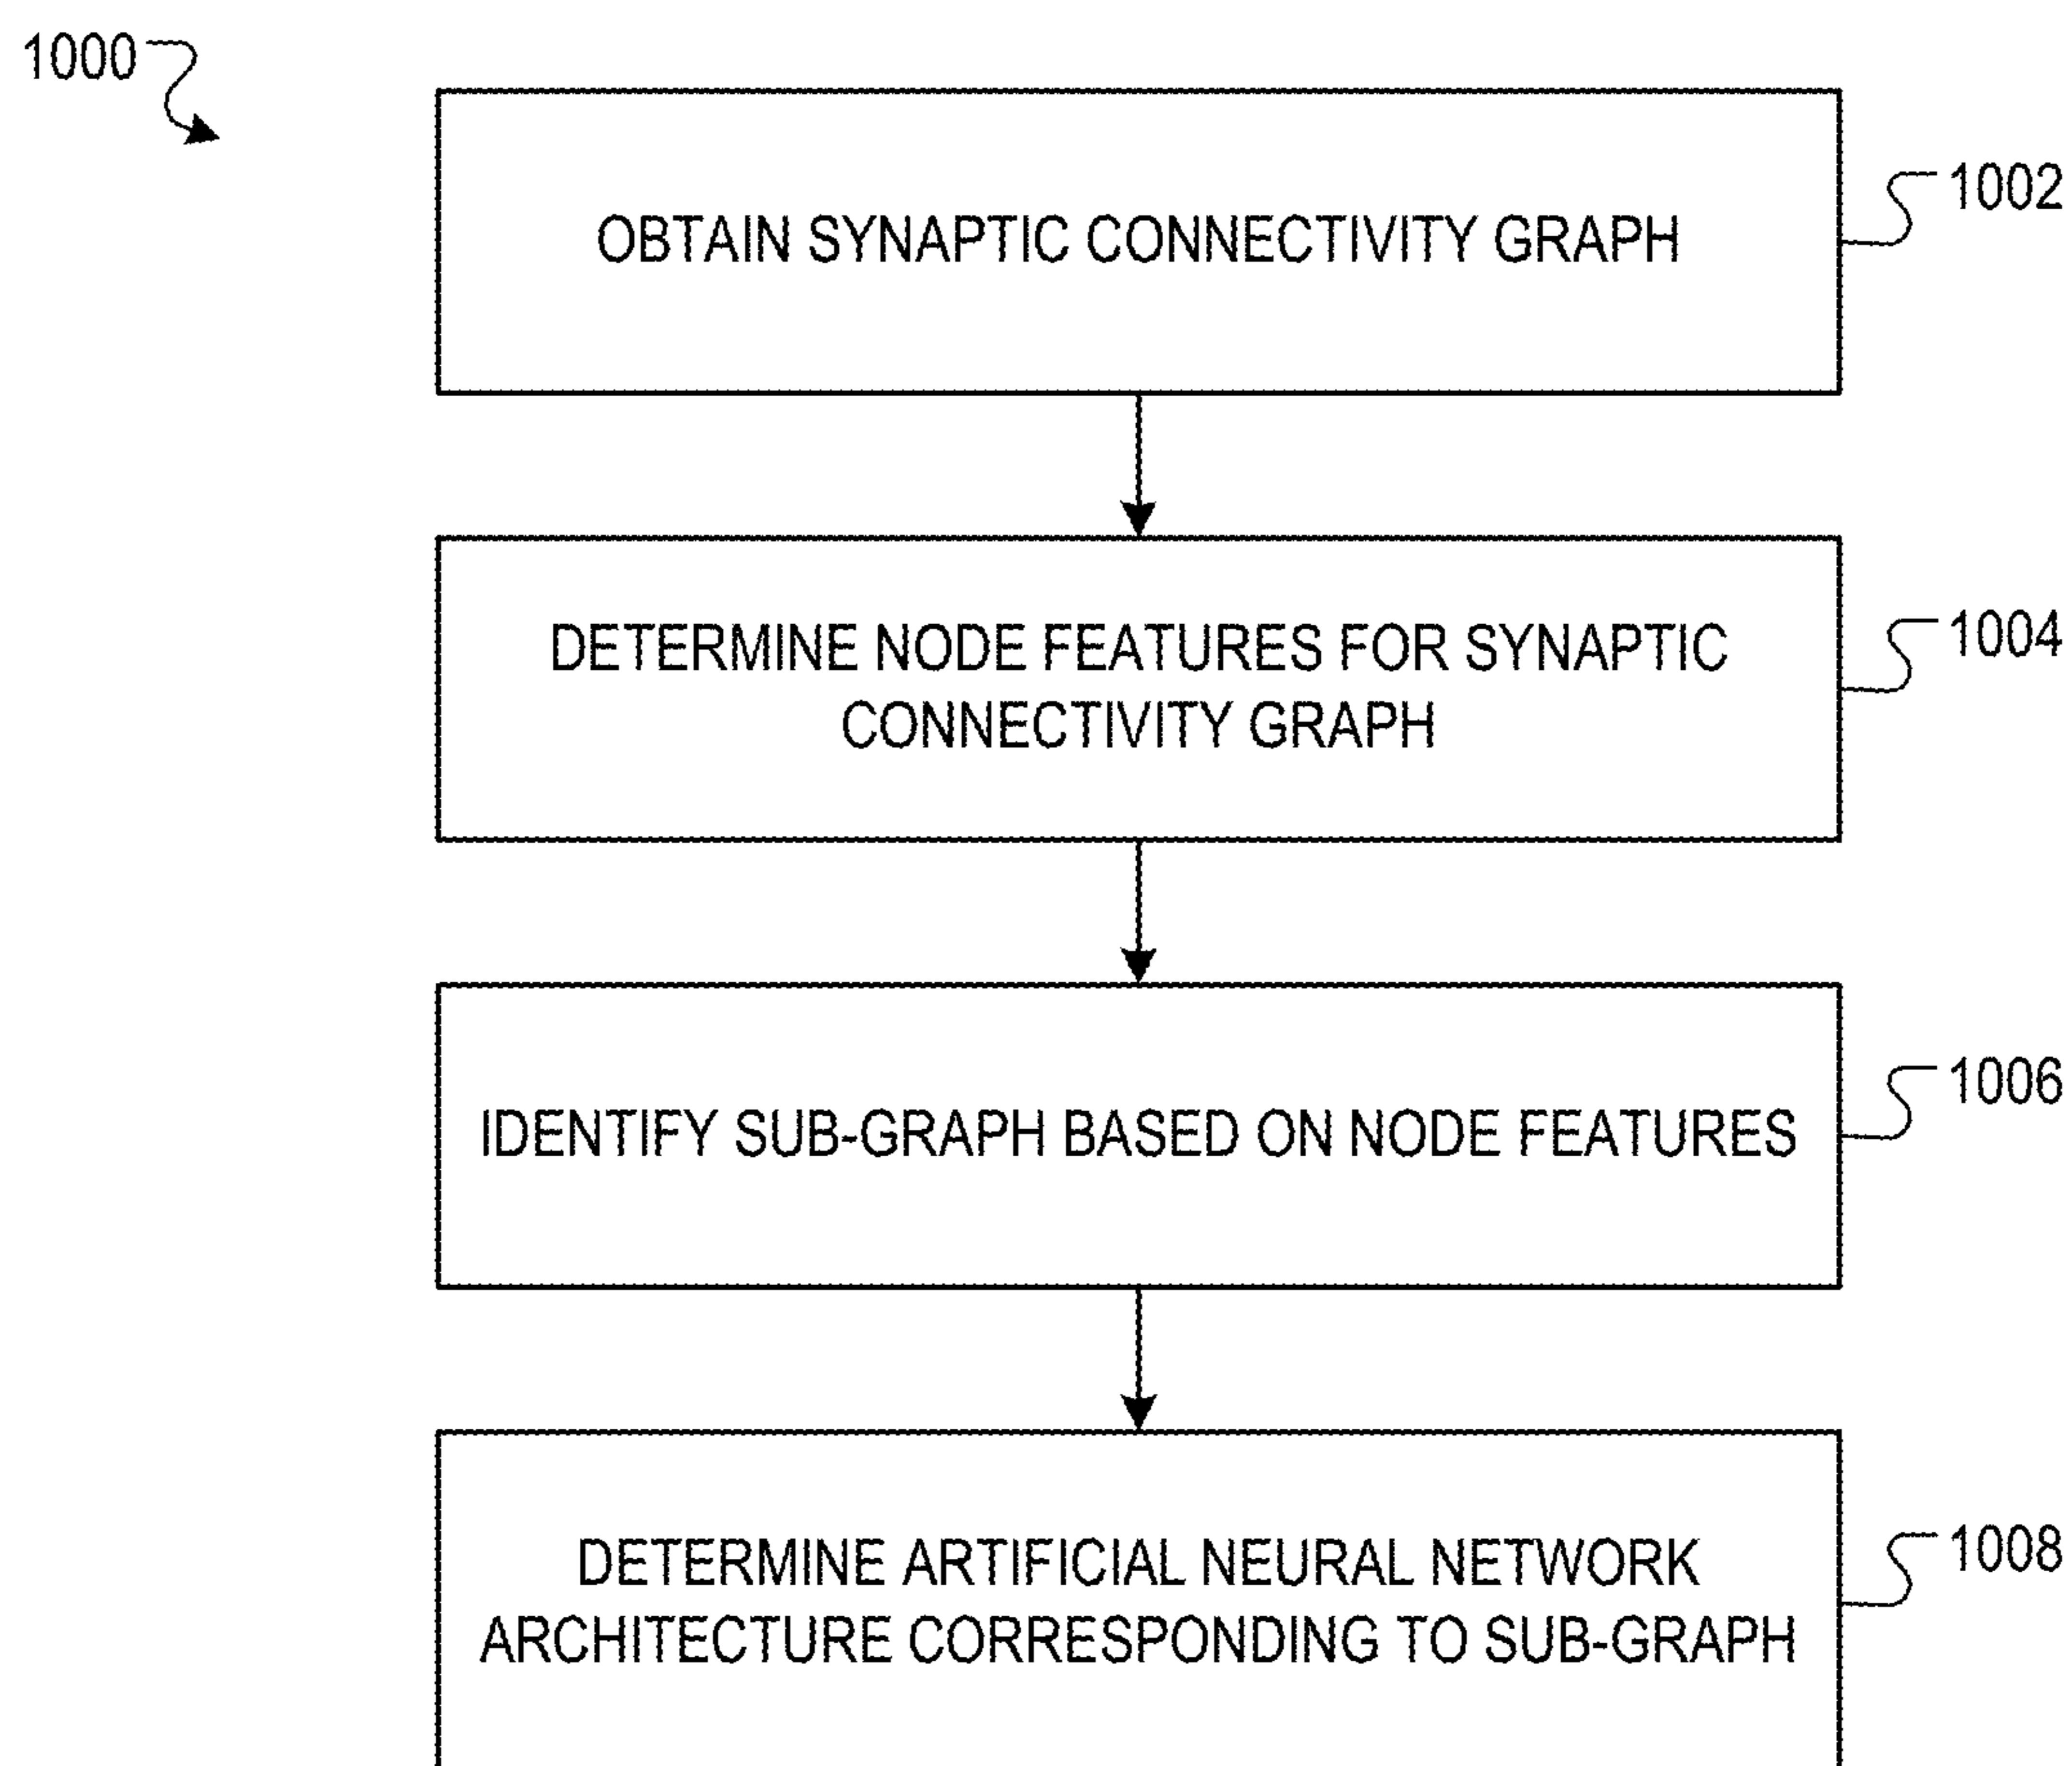 1000
OBTAIN SYNAPTIC CONNECTIVITY GRAPH
1002
DETERMINE NODE FEATURES FOR SYNAPTIC
CONNECTIVITY GRAPH
1004
IDENTIFY SUB-GRAPH BASED ON NODE FEATURES
1006
DETERMINE ARTIFICIAL NEURAL NETWORK
ARCHITECTURE CORRESPONDING TO SUB-GRAPH
1008